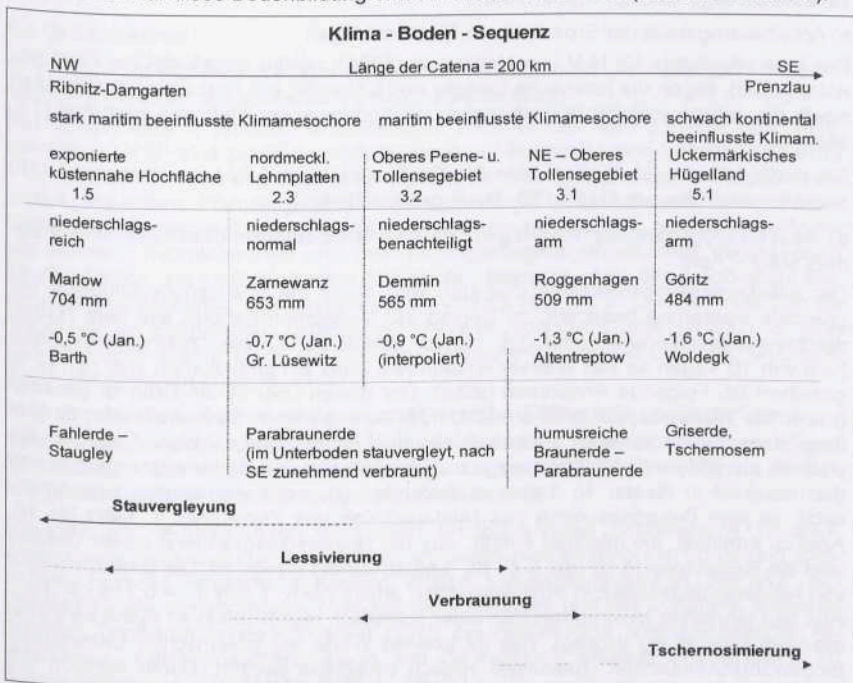 Klima - Boden - Sequenz
NW Länge der Catena = 200 km SE
Ribnitz-Damgarten Prenzlau
stark maritim beeinflusste Klimamesochore maritim beeinflusste Klimamesochore schwach kontinental
beeinflusste Klimam.
exponierte nordmeckl. Oberes Peene- u. NE – Oberes Uckermärkisches
küstennahe Hochfläche Lehmplatten Tollensegebiet Tollensegebiet Hügelland
1.5 2.3 3.2 3.1 5.1
niederschlags- niederschlags- niederschlags- niederschlags- niederschlags-
reich normal benachteiligt arm arm
Marlow Zarnewanz Demmin Roggenhagen Göritz
704 mm 653 mm 565 mm 509 mm 484 mm
-0,5 °C (Jan.) -0,7 °C (Jan.) -0,9 °C (Jan.) -1,3 °C (Jan.) -1,6 °C (Jan.)
Barth Gr. Lüsewitz (interpoliert) Altentreptow Woldegk
Fahlerde – Parabraunerde humusreiche Griserde,
Staugley (im Unterboden stauvergleyt, nach Braunerde – Tschernosem
SE zunehmend verbraunt) Parabraunerde
Stauvergleyung
Lessivierung
Verbraunung
Tschernosimierung